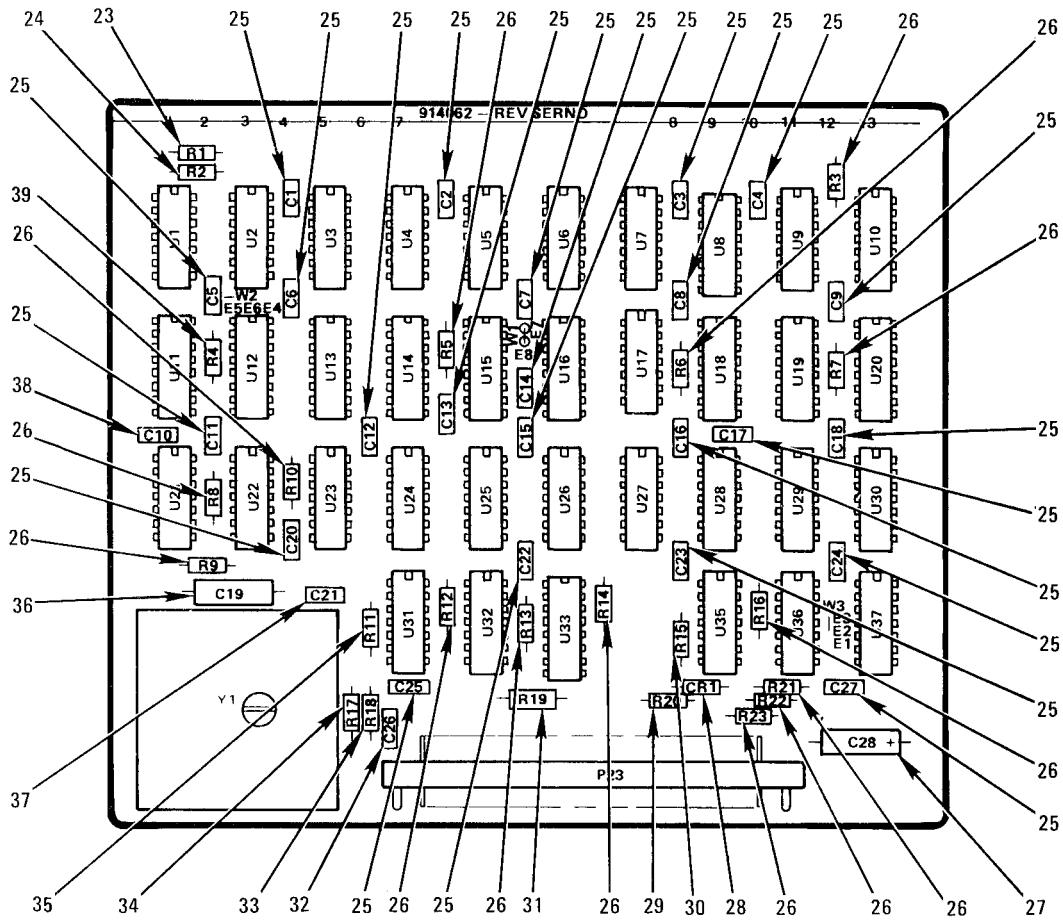 24 23 25 25 25 25 26 25 25 25 25 25 25 26 26
25
914062 – REV SERNO
2 3 4 5 6 7 8 9 10 11 12 13
25
R1
R2
C1 C2 C3 C4 R3
39
26
U1 U2 U3 U4 U5 U6 U7 U8 U9 U10
26
C5 C6 C7 C8 C9
W2
E5E6E4
25
W1 E7
E8
R4 R5 R6 R7
U11 U12 U13 U14 U15 U16 U17 U18 U19 U20
38
C14
C13
C10 C11 C12 C15 C16 C17 C18
25
26
R8 R10
25
U22 U23 U24 U25 U26 U27 U28 U29 U30
25
26
C20 C22 C23 C24
R9
36
C19 C21
25
R11 R12 R13 R14 R15 R16
W3
E2
E1
25
U31 U32 U33 U35 U36 U37
C25 CR1 R21 C27
R19 R20 R22
25
Y1
R17 R18 C26
R23
C28 +
26
37
P23
25
35 34 33 32 25 26 25 26 31 26 29 30 28 26 26 26 27